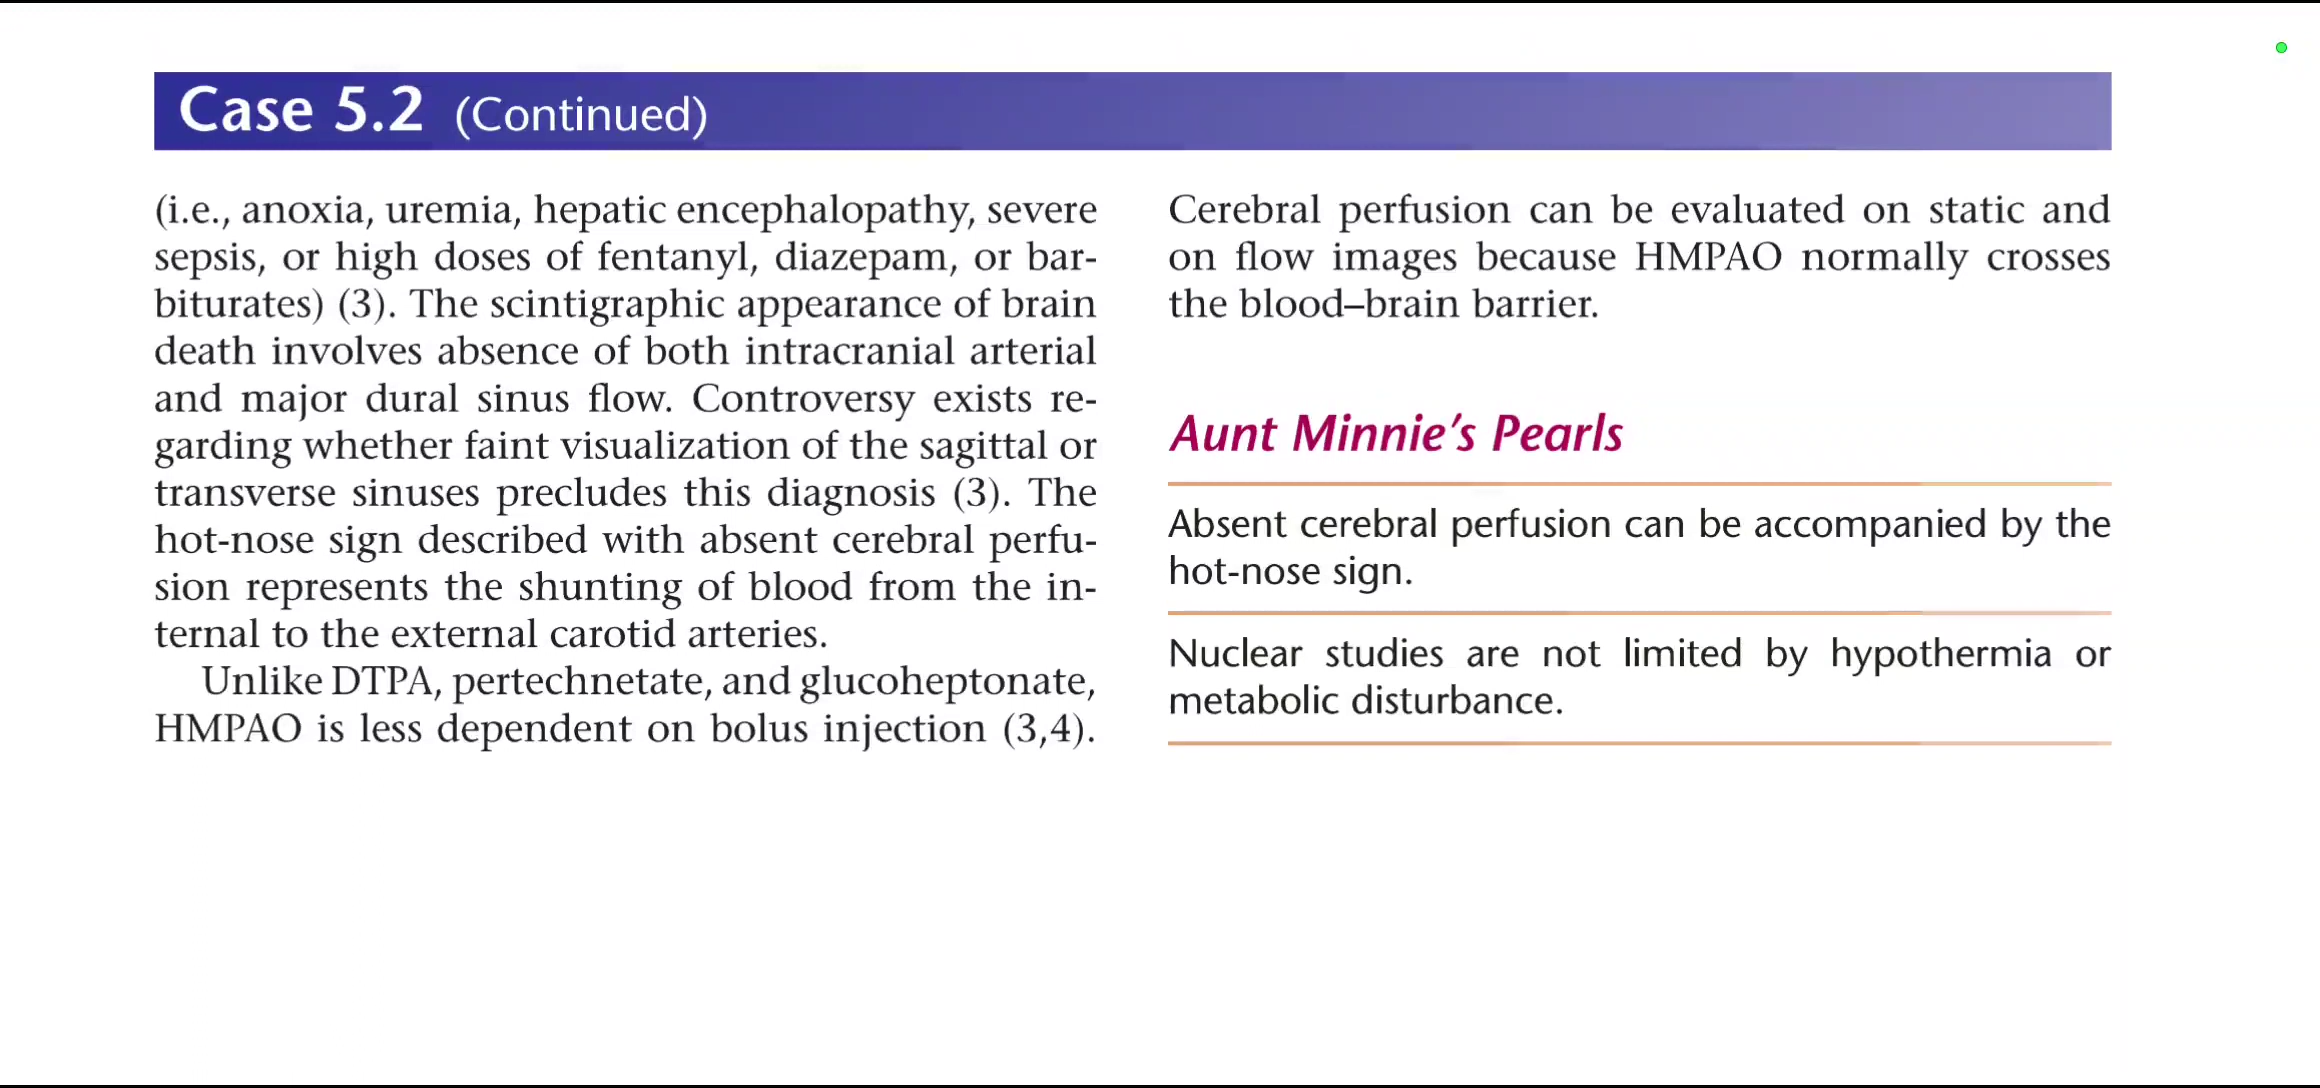 Case 5.2 (Continued)
(i.e., anoxia, uremia, hepatic encephalopathy, severe
sepsis, or high doses of fentanyl, diazepam, or bar-
biturates) (3). The scintigraphic appearance of brain
death involves absence of both intracranial arterial
and major dural sinus flow. Controversy exists re-
garding whether faint visualization of the sagittal or
transverse sinuses precludes this diagnosis (3). The
hot-nose sign described with absent cerebral perfu-
sion represents the shunting of blood from the in-
ternal to the external carotid arteries.
Unlike DTPA, pertechnetate, and glucoheptonate,
HMPAO is less dependent on bolus injection (3,4).
Cerebral perfusion can be evaluated on static and
on flow images because HMPAO normally crosses
the blood–brain barrier.
Aunt Minnie's Pearls
Absent cerebral perfusion can be accompanied by the
hot-nose sign.
Nuclear studies are not limited by hypothermia or
metabolic disturbance.